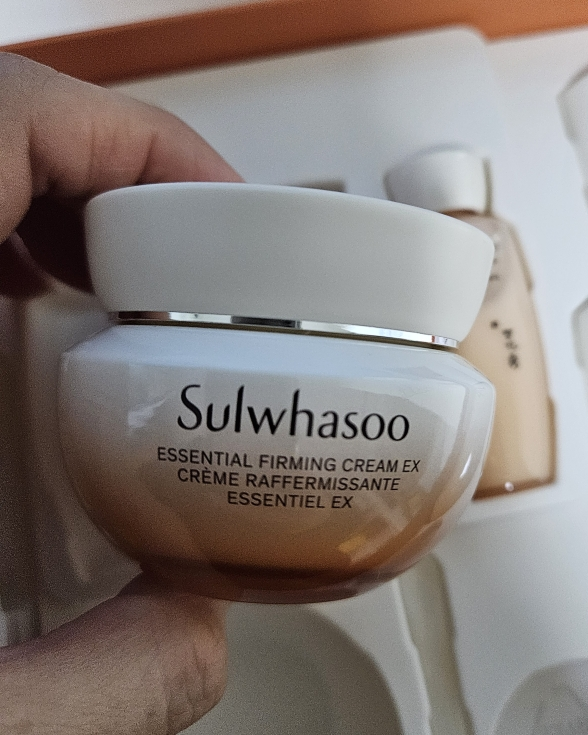 Sulwhasoo
ESSENTIAL FIRMING CREAM EX
CRÈME RAFFERMISSANTE
ESSENTIEL EX